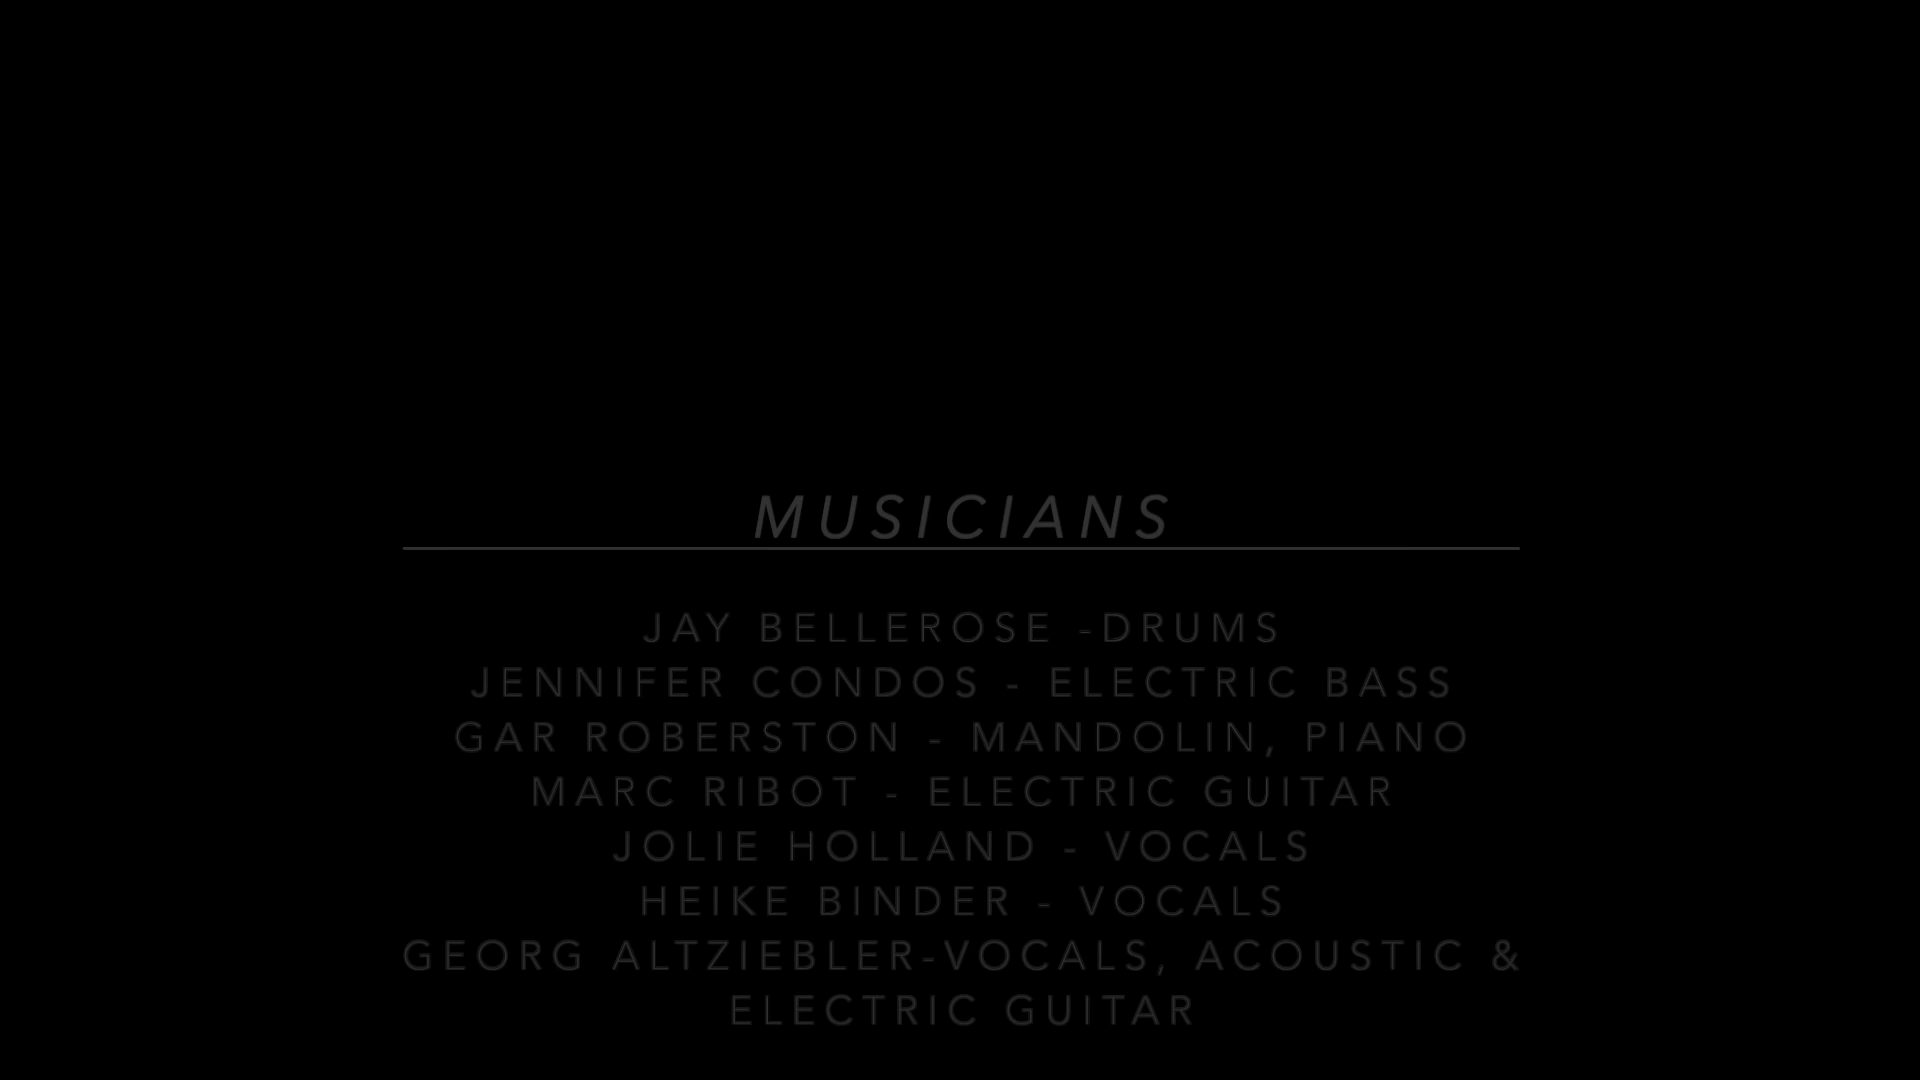 MUSICIANS
JAY BELLEROSE -DRUMS
JENNIFER CONDOS - ELECTRIC BASS
GAR ROBERSTON - MANDOLIN, PIANO
MARC RIBOT - ELECTRIC GUITAR
JOLIE HOLLAND - VOCALS
HEIKE BINDER - VOCALS
GEORG ALTZIEBLER-VOCALS, ACOUSTIC &
ELECTRIC GUITAR